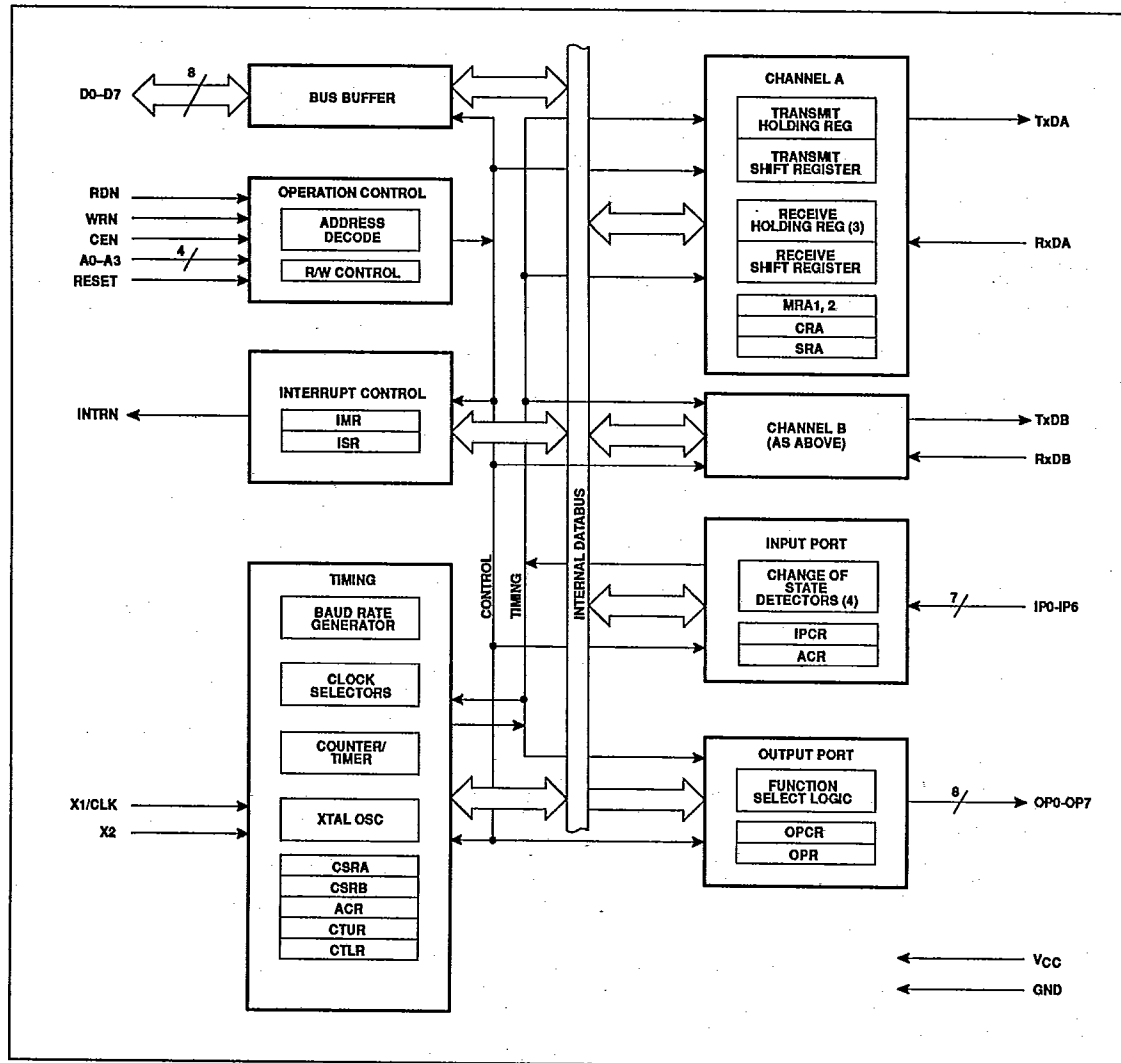 D0–D7
8
BUS BUFFER
RDN
WRN
CEN
A0–A3
4
RESET
OPERATION CONTROL
ADDRESS
DECODE
R/W CONTROL
INTRN
INTERRUPT CONTROL
IMR
ISR
TIMING
BAUD RATE
GENERATOR
CLOCK
SELECTORS
COUNTER/
TIMER
XTAL OSC
CSRA
CSRB
ACR
CTUR
CTLR
X1/CLK
X2
CONTROL
TIMING
INTERNAL DATABUS
CHANNEL A
TRANSMIT
HOLDING REG
TRANSMIT
SHIFT REGISTER
RECEIVE
HOLDING REG (3)
RECEIVE
SHIFT REGISTER
MRA1, 2
CRA
SRA
TxDA
RxDA
CHANNEL B
(AS ABOVE)
TxDB
RxDB
INPUT PORT
CHANGE OF
STATE
DETECTORS (4)
IPCR
ACR
7
IP0-IP6
OUTPUT PORT
FUNCTION
SELECT LOGIC
OPCR
OPR
8
OP0-OP7
VCC
GND